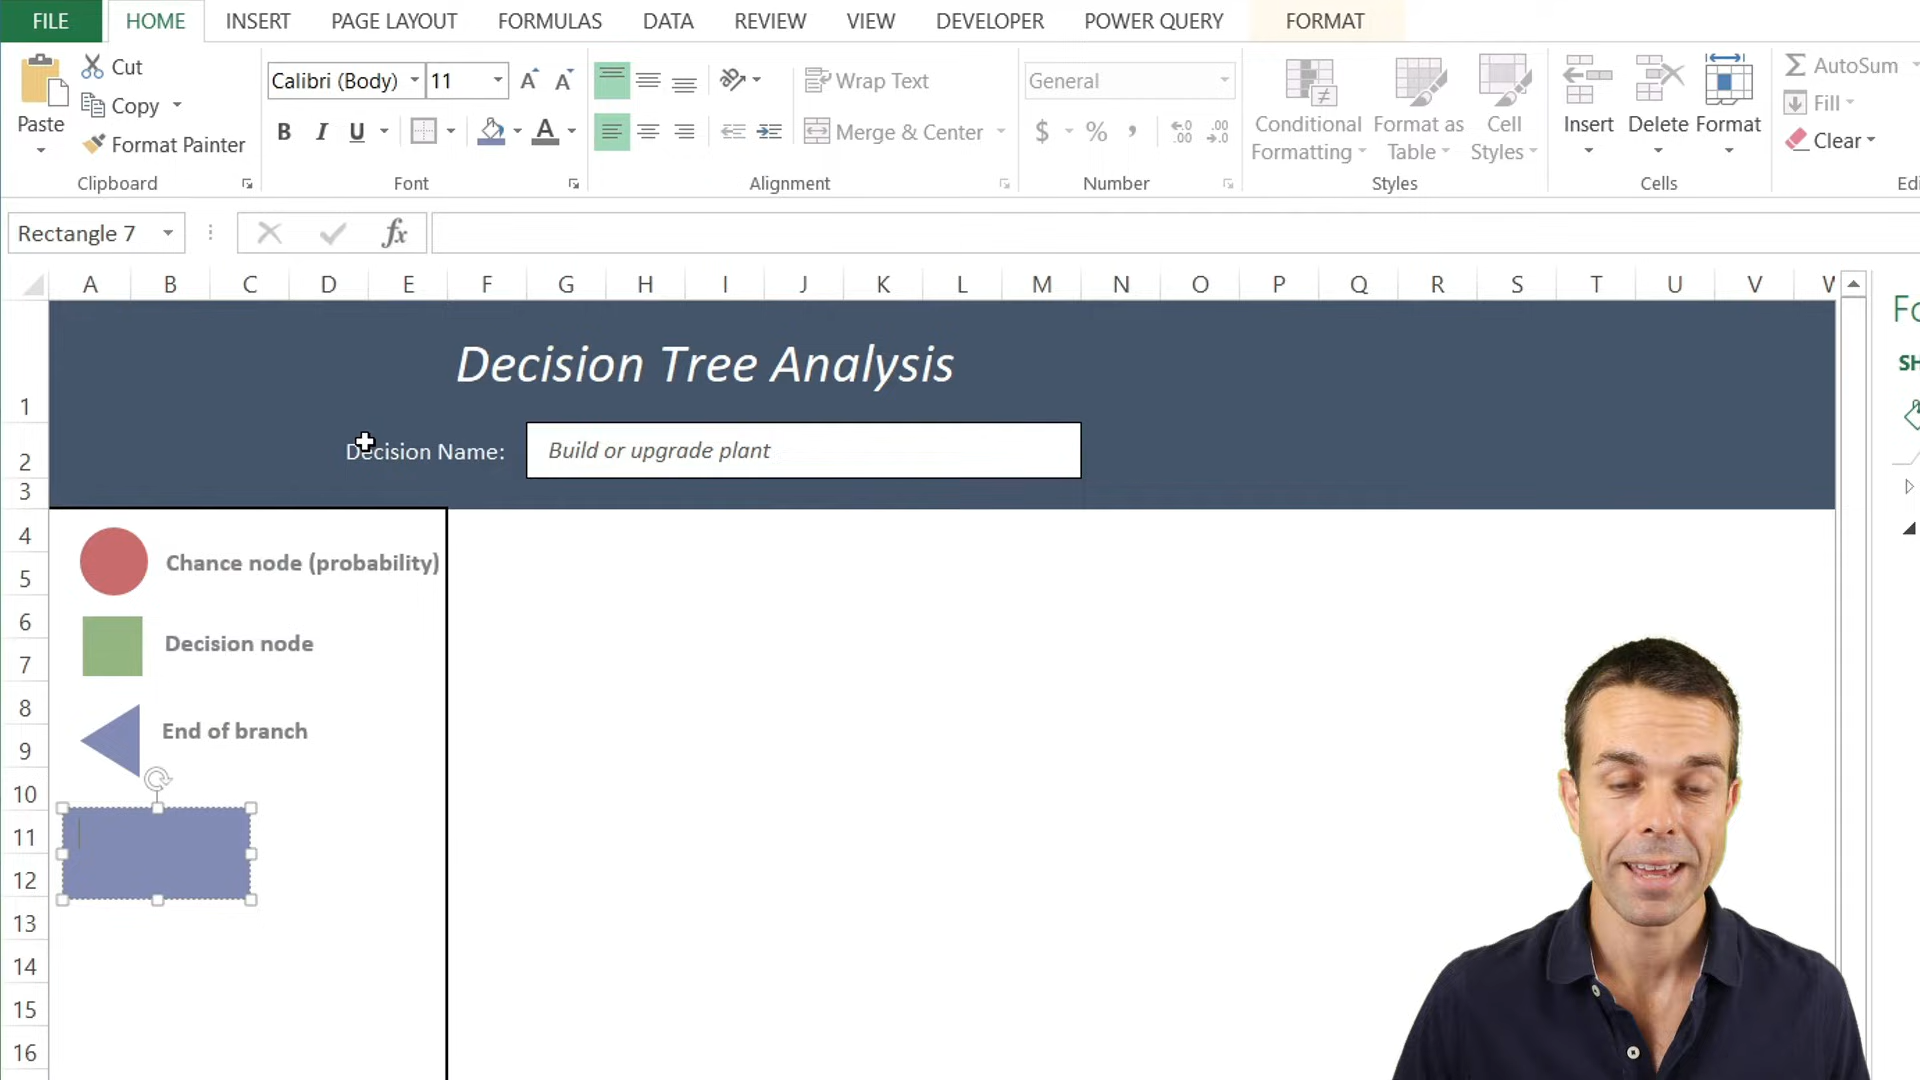 FILE HOME INSERT PAGE LAYOUT FORMULAS DATA REVIEW VIEW DEVELOPER POWER QUERY FORMAT
Paste
Cut
Copy
Format Painter
Clipboard
Calibri (Body) 11
B I U
A
Font
Wrap Text
Merge & Center
Alignment
General
$ % ,
Number
Conditional Formatting
Format as Table
Cell Styles
Styles
Insert Delete Format
Cells
AutoSum
Fill
Clear
Rectangle 7
fx
A B C D E F G H I J K L M N O P Q R S T U V
1
2
3
4
5
6
7
8
9
10
11
12
13
14
15
16
Decision Tree Analysis
Decision Name: Build or upgrade plant
Chance node (probability)
Decision node
End of branch